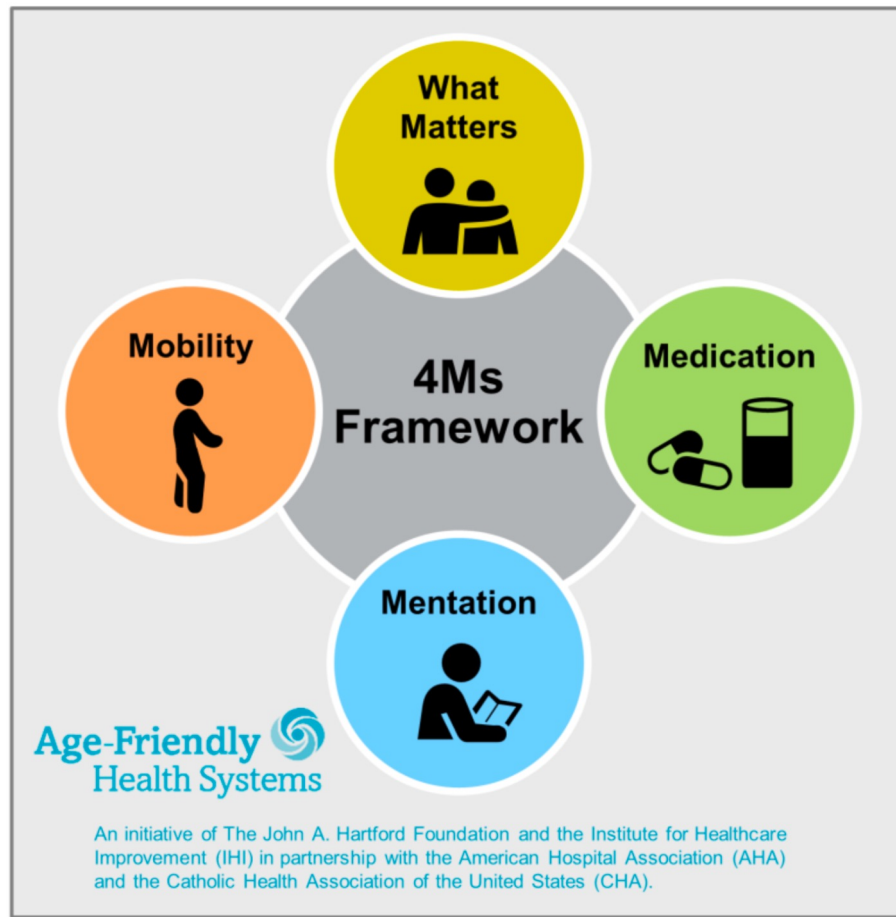 What
Matters
Mobility
4Ms
Framework
Medication
Mentation
Age-Friendly
Health Systems
An initiative of The John A. Hartford Foundation and the Institute for Healthcare
Improvement (IHI) in partnership with the American Hospital Association (AHA)
and the Catholic Health Association of the United States (CHA).